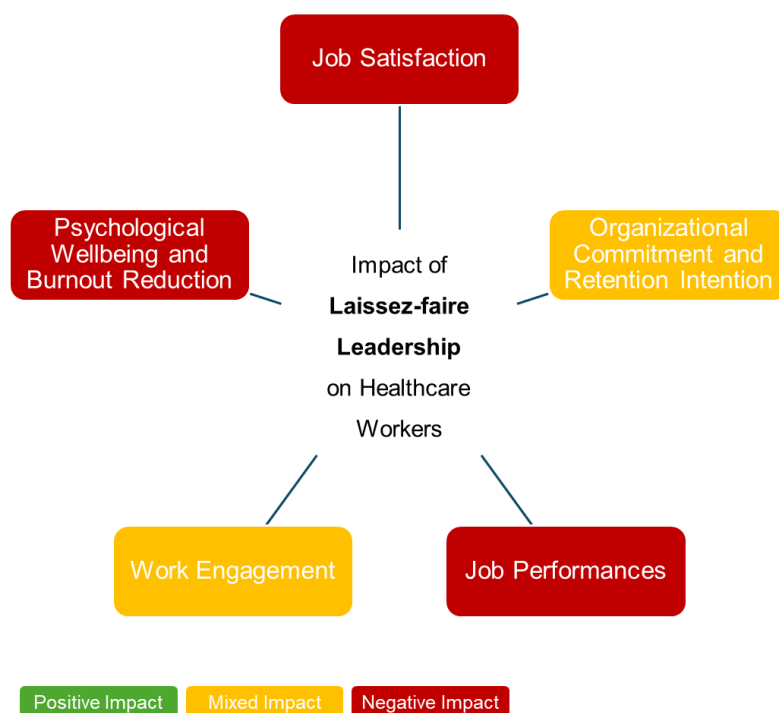 Job Satisfaction
Psychological
Wellbeing and
Burnout Reduction
Organizational
Commitment and
Retention Intention
Impact of
Laissez-faire
Leadership
on Healthcare
Workers
Work Engagement
Job Performances
Positive Impact
Mixed Impact
Negative Impact